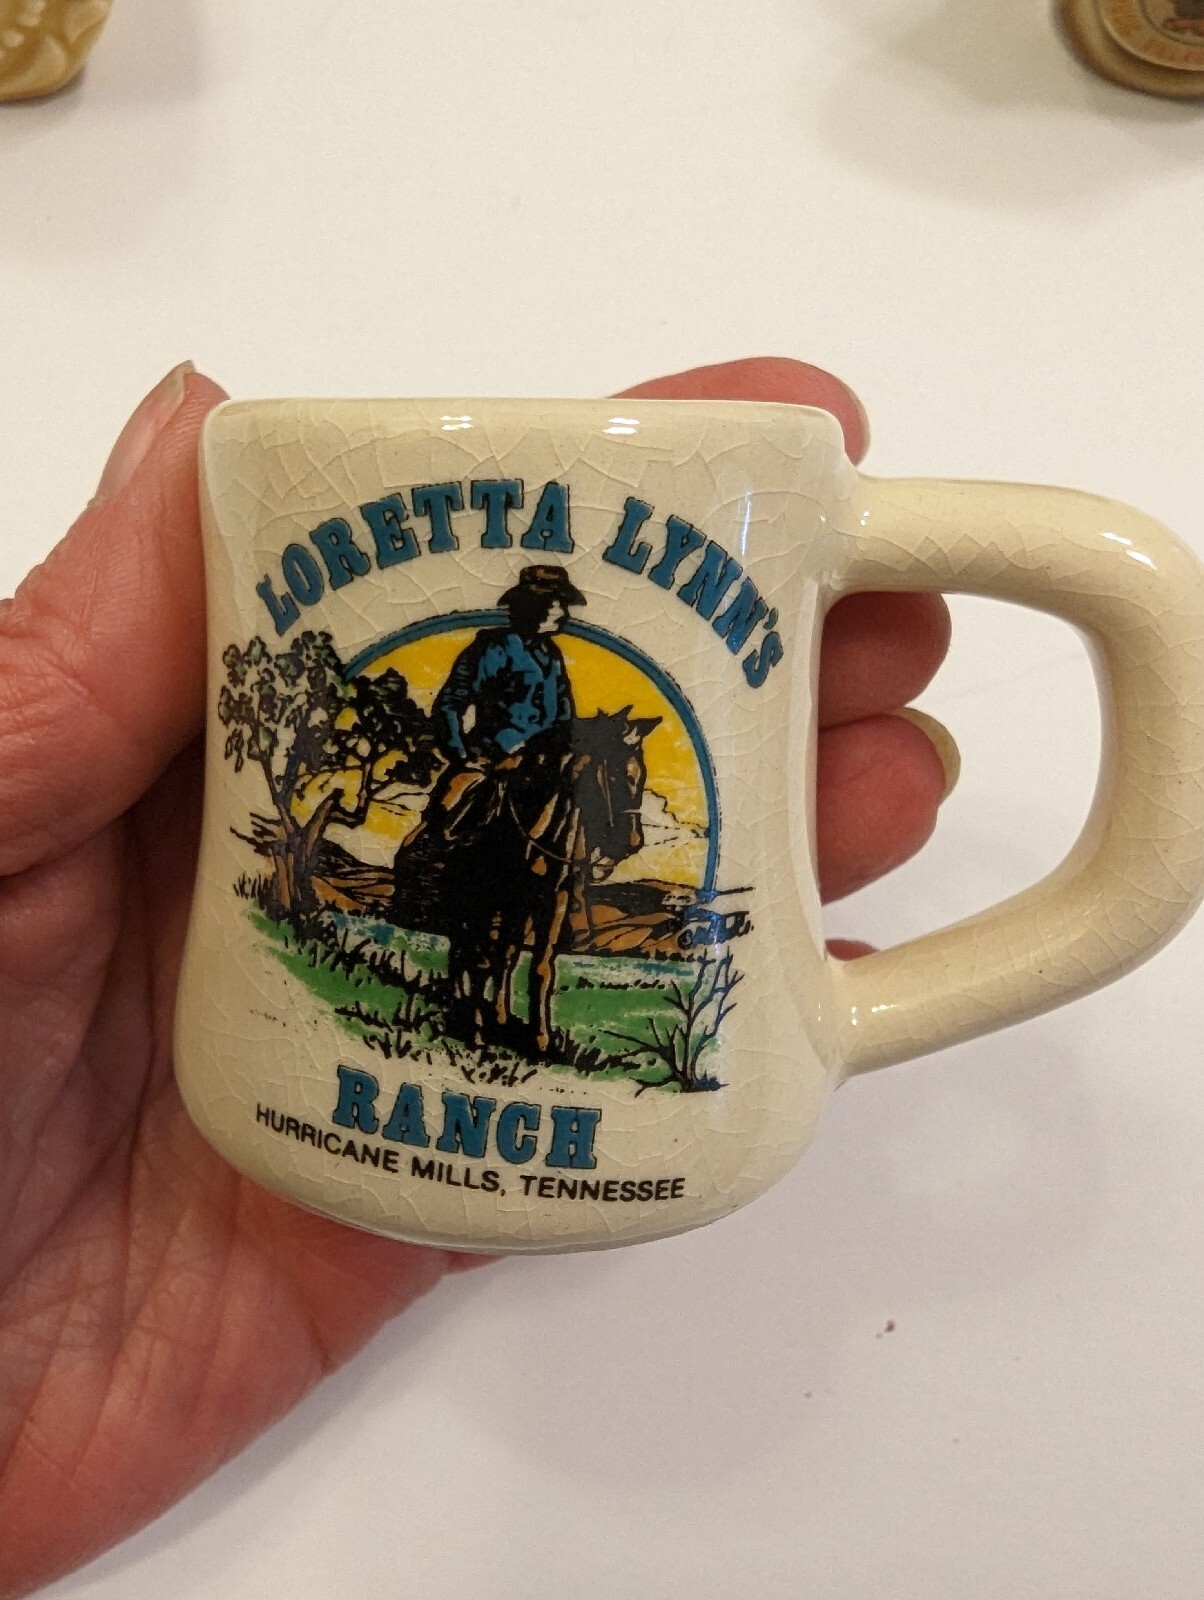 LORETTA LYNN'S
RANCH
HURRICANE MILLS, TENNESSEE